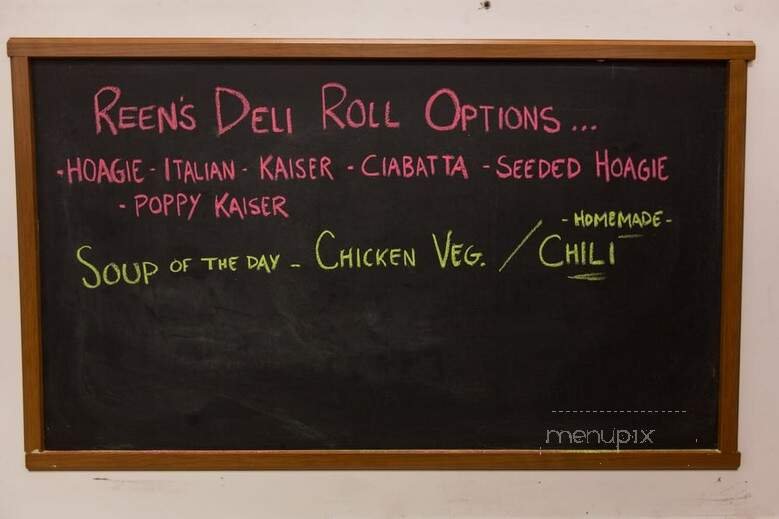 REEN'S DELI ROLL OPTIONS...
-HOAGIE - ITALIAN - KAISER - CIABATTA - SEEDED HOAGIE
- POPPY KAISER
- HOMEMADE -
SOUP OF THE DAY - CHICKEN VEG. / CHILI
menupix